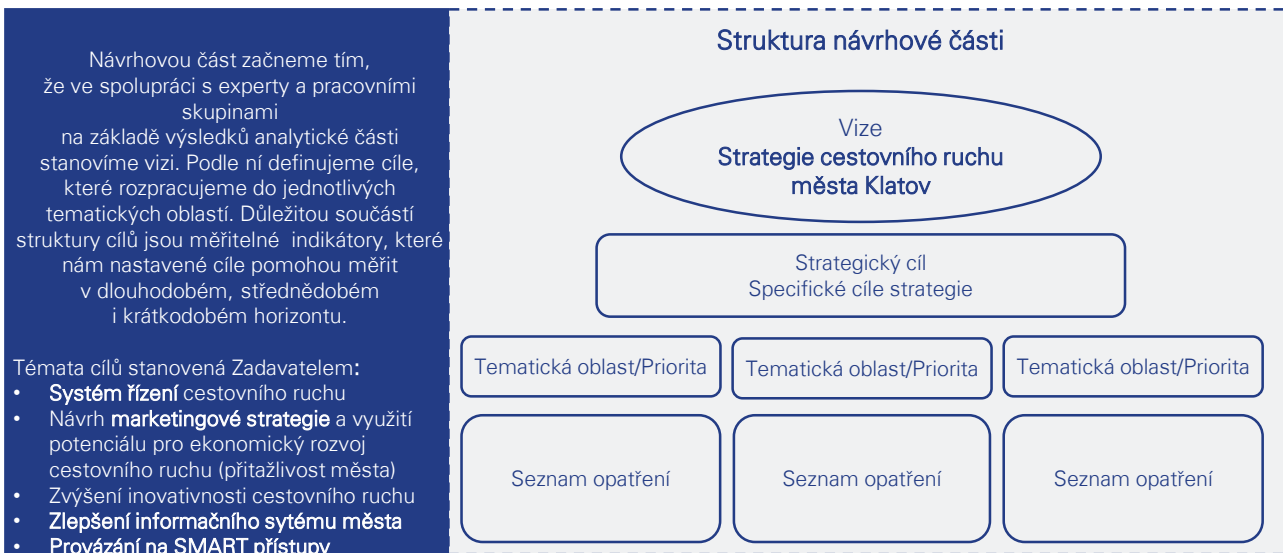 Návrhovou část začneme tím,
že ve spolupráci s experty a pracovními
skupinami
na základě výsledků analytické části
stanovíme vizi. Podle ní definujeme cíle,
které rozpracujeme do jednotlivých
tematických oblastí. Důležitou součástí
struktury cílů jsou měřitelné indikátory, které
nám nastavené cíle pomohou měřit
v dlouhodobém, střednědobém
i krátkodobém horizontu.
Témata cílů stanovená Zadavatelem:
• Systém řízení cestovního ruchu
• Návrh marketingové strategie a využití
potenciálu pro ekonomický rozvoj
cestovního ruchu (přitažlivost města)
• Zvýšení inovativnosti cestovního ruchu
• Zlepšení informačního sytému města
• Provázání na SMART přístupy
Struktura návrhové části
Vize
Strategie cestovního ruchu
města Klatov
Strategický cíl
Specifické cíle strategie
Tematická oblast/Priorita
Tematická oblast/Priorita
Tematická oblast/Priorita
Seznam opatření
Seznam opatření
Seznam opatření